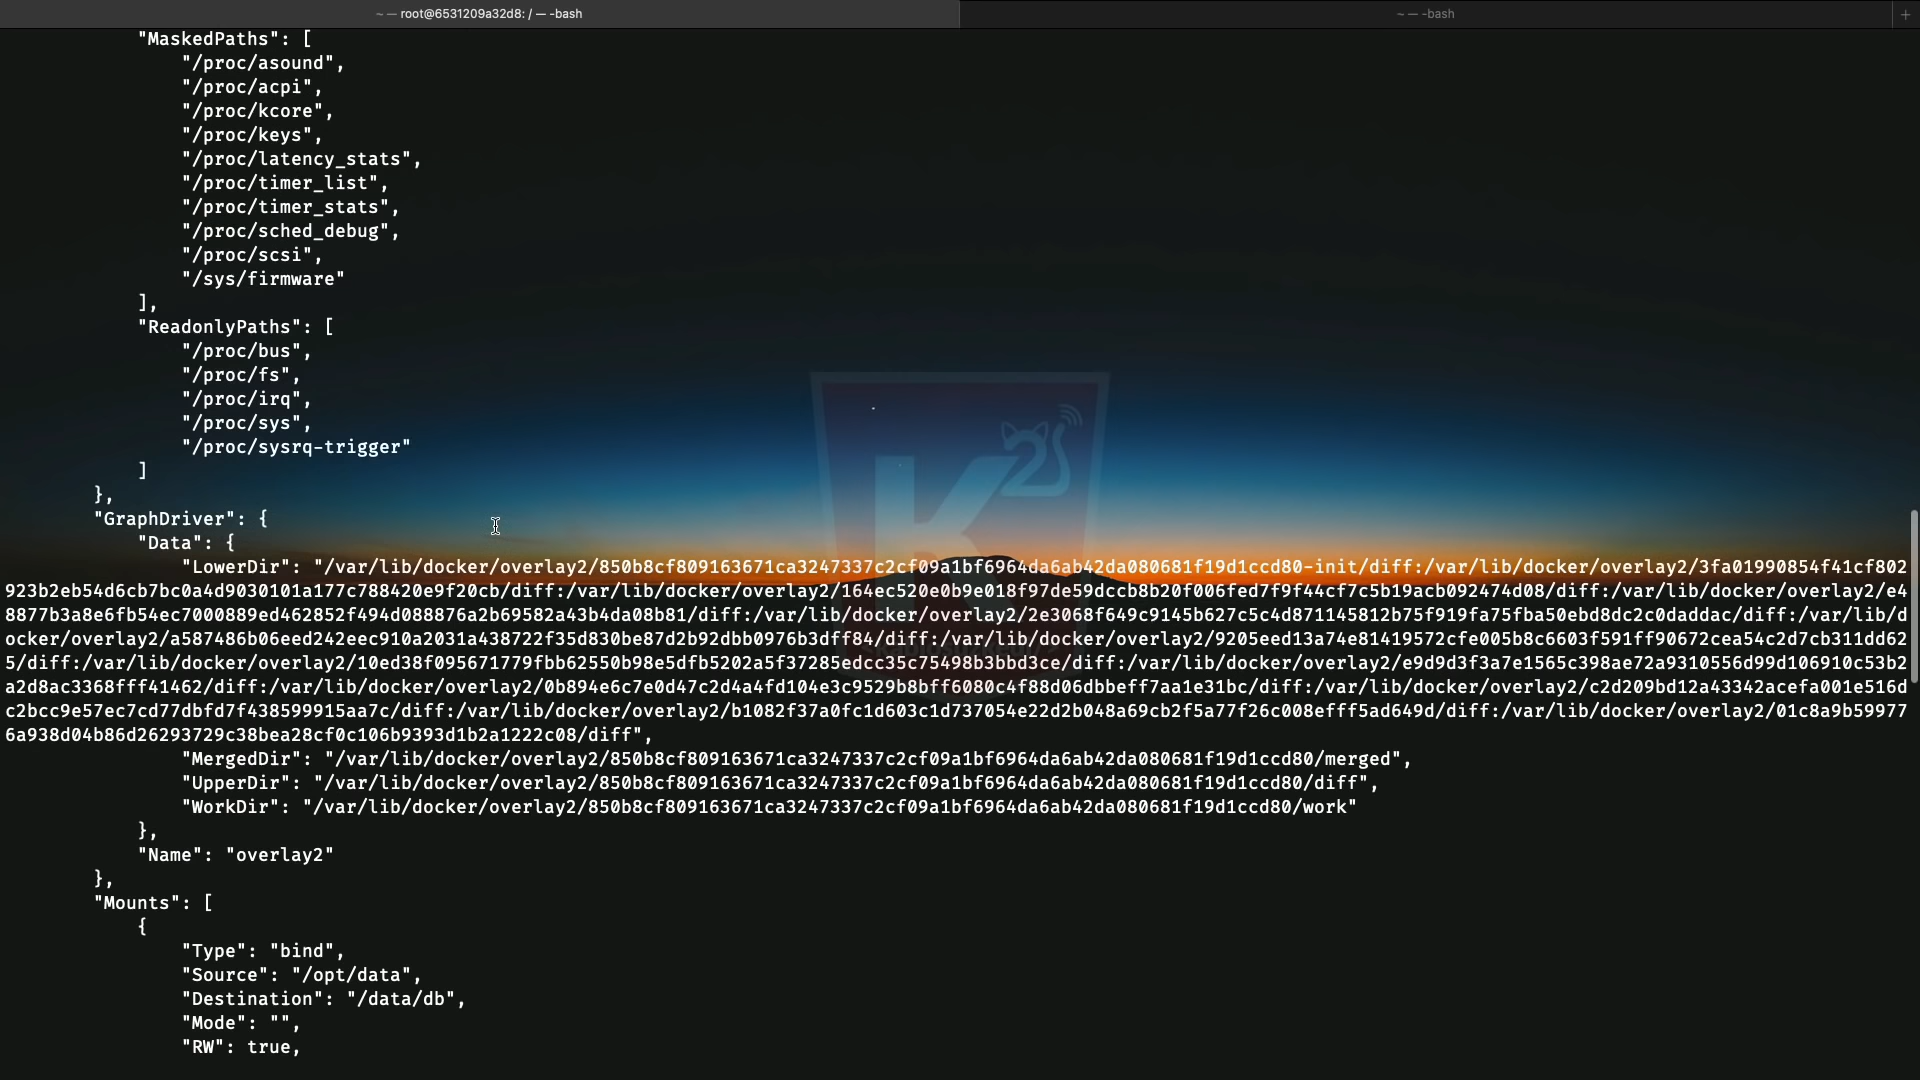 ~ — root@6531209a32d8: / — -bash
~ — -bash
"MaskedPaths": [
"/proc/asound",
"/proc/acpi",
"/proc/kcore",
"/proc/keys",
"/proc/latency_stats",
"/proc/timer_list",
"/proc/timer_stats",
"/proc/sched_debug",
"/proc/scsi",
"/sys/firmware"
],
"ReadonlyPaths": [
"/proc/bus",
"/proc/fs",
"/proc/irq",
"/proc/sys",
"/proc/sysrq-trigger"
]
},
"GraphDriver": {
"Data": {
"LowerDir": "/var/lib/docker/overlay2/850b8cf809163671ca3247337c2cf09a1bf6964da6ab42da080681f19d1ccd80-init/diff:/var/lib/docker/overlay2/3fa01990854f41cf802
923b2eb54d6cb7bc0a4d9030101a177c788420e9f20cb/diff:/var/lib/docker/overlay2/164ec520e0b9e018f97de59dccb8b20f006fed7f9f44cf7c5b19acb092474d08/diff:/var/lib/docker/overlay2/e4
8877b3a8e6fb54ec7000889ed462852f494d088876a2b69582a43b4da08b81/diff:/var/lib/docker/overlay2/2e3068f649c9145b627c5c4d871145812b75f919fa75fba50ebd8dc2c0daddac/diff:/var/lib/d
ocker/overlay2/a587486b06eed242eec910a2031a438722f35d830be87d2b92dbb0976b3dff84/diff:/var/lib/docker/overlay2/9205eed13a74e81419572cfe005b8c6603f591ff90672cea54c2d7cb311dd62
5/diff:/var/lib/docker/overlay2/10ed38f095671779fbb62550b98e5dfb5202a5f37285edcc35c75498b3bbd3ce/diff:/var/lib/docker/overlay2/e9d9d3f3a7e1565c398ae72a9310556d99d106910c53b2
a2d8ac3368fff41462/diff:/var/lib/docker/overlay2/0b894e6c7e0d47c2d4a4fd104e3c9529b8bff6080c4f88d06dbbeff7aa1e31bc/diff:/var/lib/docker/overlay2/c2d209bd12a43342acefa001e516d
c2bcc9e57ec7cd77dbfd7f438599915aa7c/diff:/var/lib/docker/overlay2/b1082f37a0fc1d603c1d737054e22d2b048a69cb2f5a77f26c008efff5ad649d/diff:/var/lib/docker/overlay2/01c8a9b59977
6a938d04b86d26293729c38bea28cf0c106b9393d1b2a1222c08/diff",
"MergedDir": "/var/lib/docker/overlay2/850b8cf809163671ca3247337c2cf09a1bf6964da6ab42da080681f19d1ccd80/merged",
"UpperDir": "/var/lib/docker/overlay2/850b8cf809163671ca3247337c2cf09a1bf6964da6ab42da080681f19d1ccd80/diff",
"WorkDir": "/var/lib/docker/overlay2/850b8cf809163671ca3247337c2cf09a1bf6964da6ab42da080681f19d1ccd80/work"
},
"Name": "overlay2"
},
"Mounts": [
{
"Type": "bind",
"Source": "/opt/data",
"Destination": "/data/db",
"Mode": "",
"RW": true,